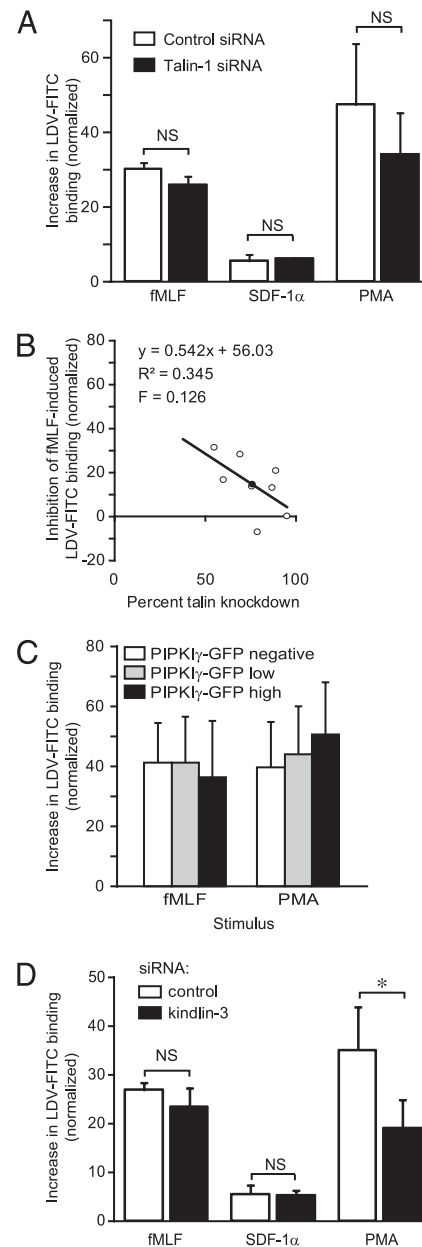 A
Control siRNA
Talin-1 siRNA
NS
NS
NS
Increase in LDV-FITC
binding (normalized)
60
40
20
0
fMLF
SDF-1α
PMA
B
y = 0.542x + 56.03
R² = 0.345
F = 0.126
Inhibition of fMLF-induced
LDV-FITC binding (normalized)
80
60
40
20
0
-20
0
50
100
Percent talin knockdown
C
PIPKIγ-GFP negative
PIPKIγ-GFP low
PIPKIγ-GFP high
Increase in LDV-FITC binding
(normalized)
80
60
40
20
0
fMLF
PMA
Stimulus
D
siRNA:
control
kindlin-3
NS
NS
*
Increase in LDV-FITC binding
(normalized)
50
40
30
20
10
0
fMLF
SDF-1α
PMA